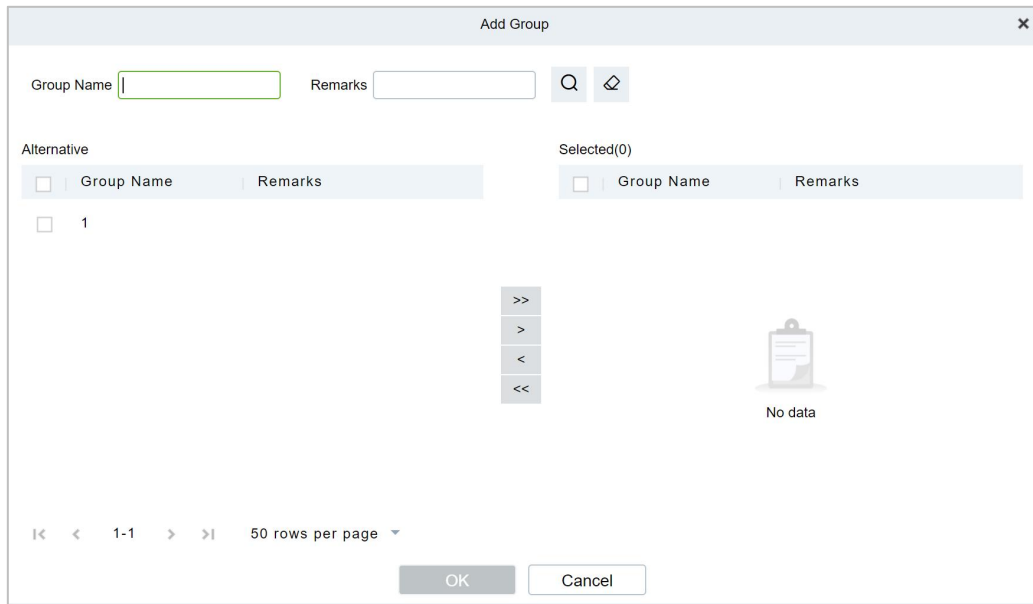 Add Group
Group Name Remarks
Alternative Selected(0)
Group Name Remarks Group Name Remarks
1
>>
>
<
<<
No data
1-1 50 rows per page
OK Cancel